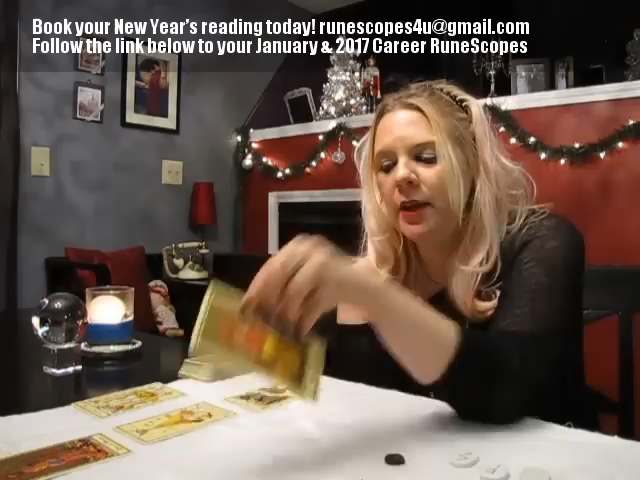 Book your New Year's reading today! runescopes4u@gmail.com
Follow the link below to your January & 2017 Career RuneScopes